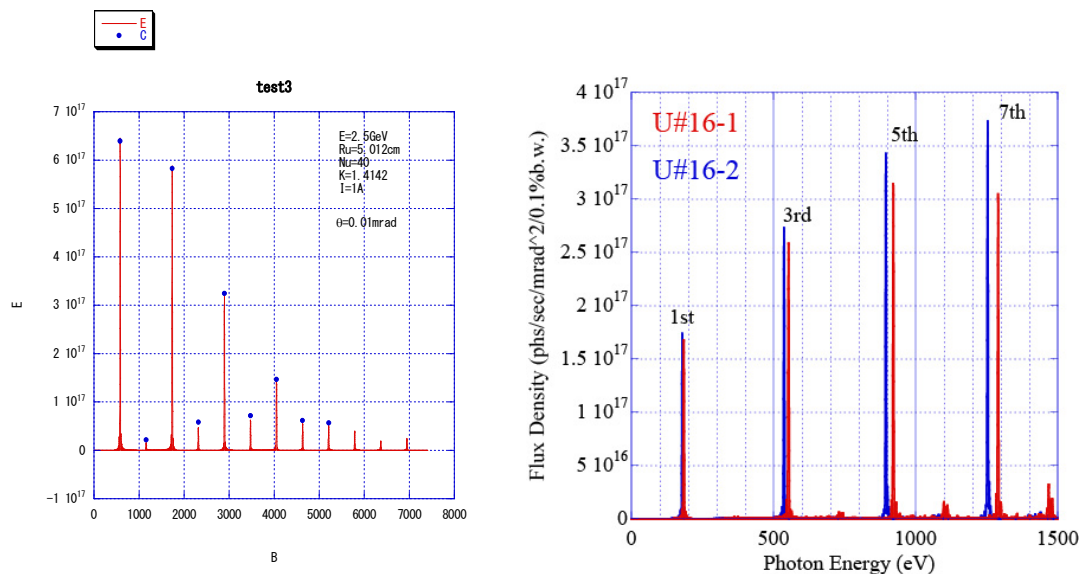 E
C
test3
7 10^17
6 10^17
5 10^17
4 10^17
3 10^17
2 10^17
1 10^17
0
-1 10^17
E
E=2.5GeV
Ru=5.012cm
Nu=40
K=1.4142
I=1A
θ=0.01mrad
0 1000 2000 3000 4000 5000 6000 7000 8000
B
4 10^17
3.5 10^17
3 10^17
2.5 10^17
2 10^17
1.5 10^17
1 10^17
5 10^16
0
Flux Density (phs/sec/mrad^2/0.1%b.w.)
U#16-1
U#16-2
1st
3rd
5th
7th
0 500 1000 1500
Photon Energy (eV)